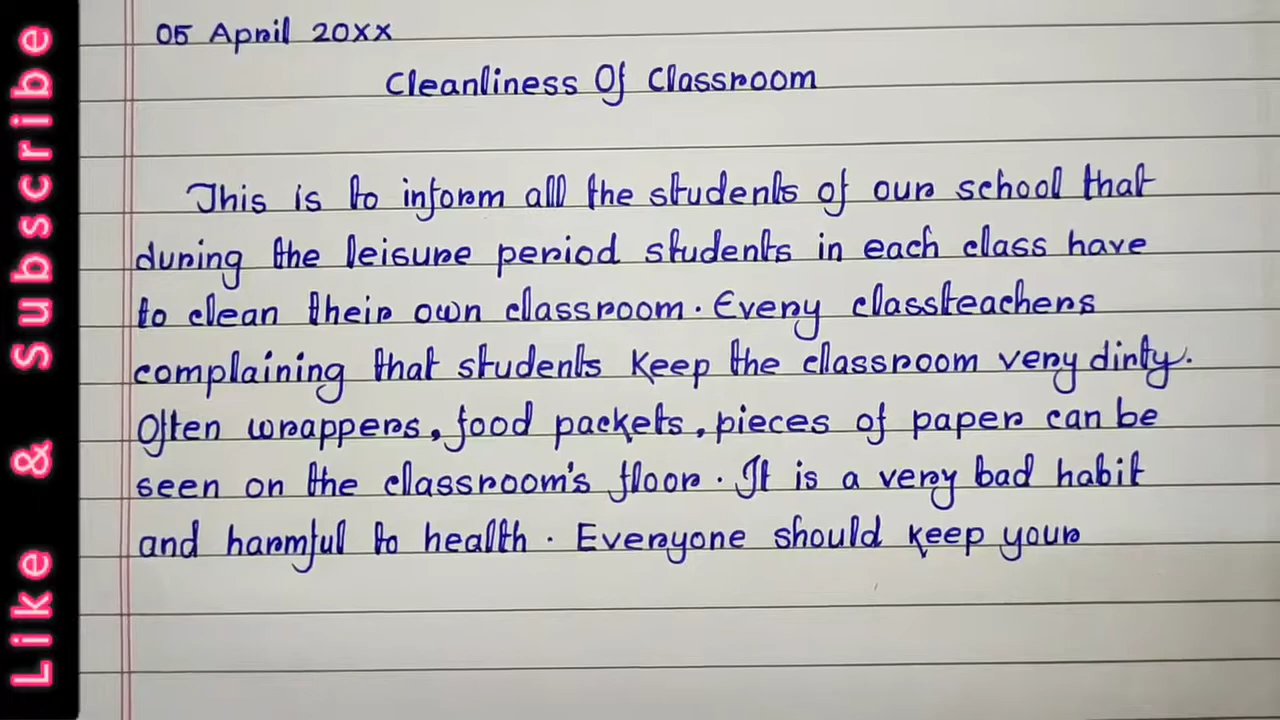 Like & Subscribe
05 April 20xx
Cleanliness Of Classroom
This is to inform all the students of our school that
during the leisure period students in each class have
to clean their own classroom. Every classteachers
complaining that students keep the classroom very dirty.
Often wrappers, food packets, pieces of paper can be
seen on the classroom's floor. It is a very bad habit
and harmful to health. Everyone should keep your